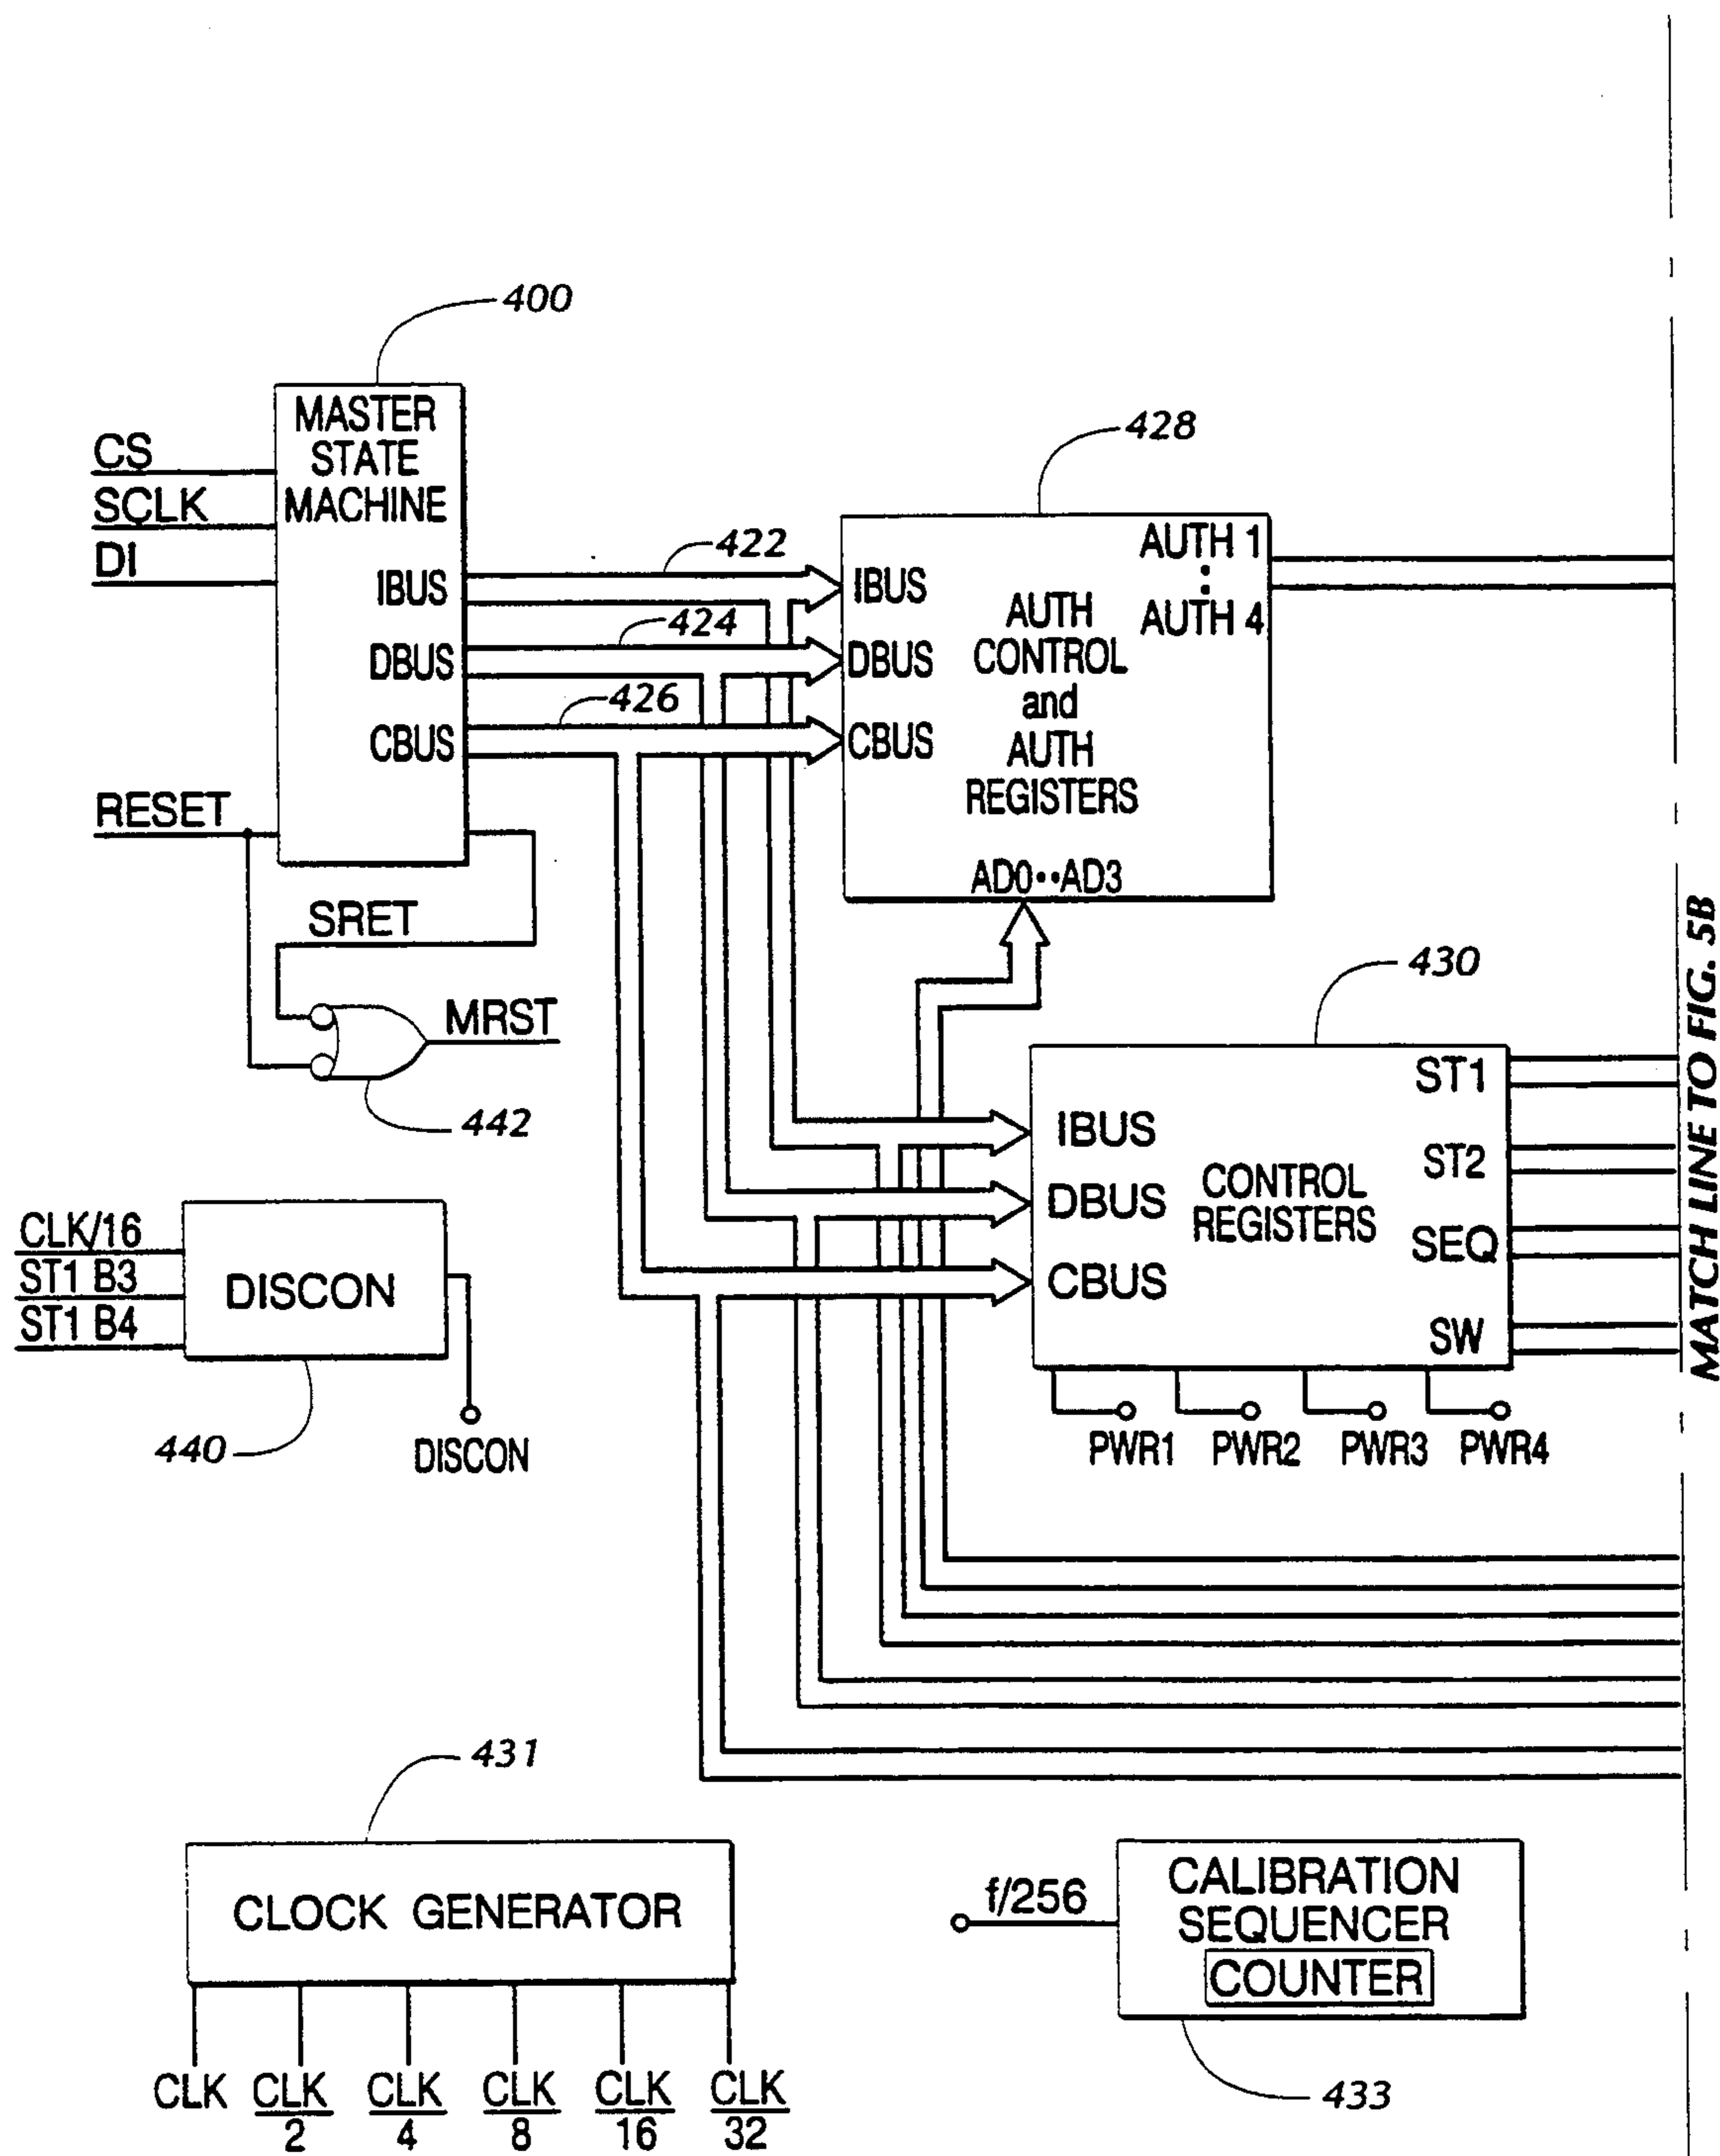 400
MASTER
STATE
MACHINE
CS
SCLK
DI
IBUS
DBUS
CBUS
RESET
422
424
426
428
AUTH 1
AUTH 4
IBUS
DBUS
CBUS
AUTH
CONTROL
and
AUTH
REGISTERS
AD0••AD3
SRET
MRST
442
430
ST1
ST2
SEQ
SW
IBUS
DBUS
CBUS
CONTROL
REGISTERS
PWR1 PWR2 PWR3 PWR4
MATCH LINE TO FIG. 5B
CLK/16
ST1 B3
ST1 B4
DISCON
440
DISCON
431
CLOCK GENERATOR
CLK CLK/2 CLK/4 CLK/8 CLK/16 CLK/32
f/256
CALIBRATION
SEQUENCER
COUNTER
433